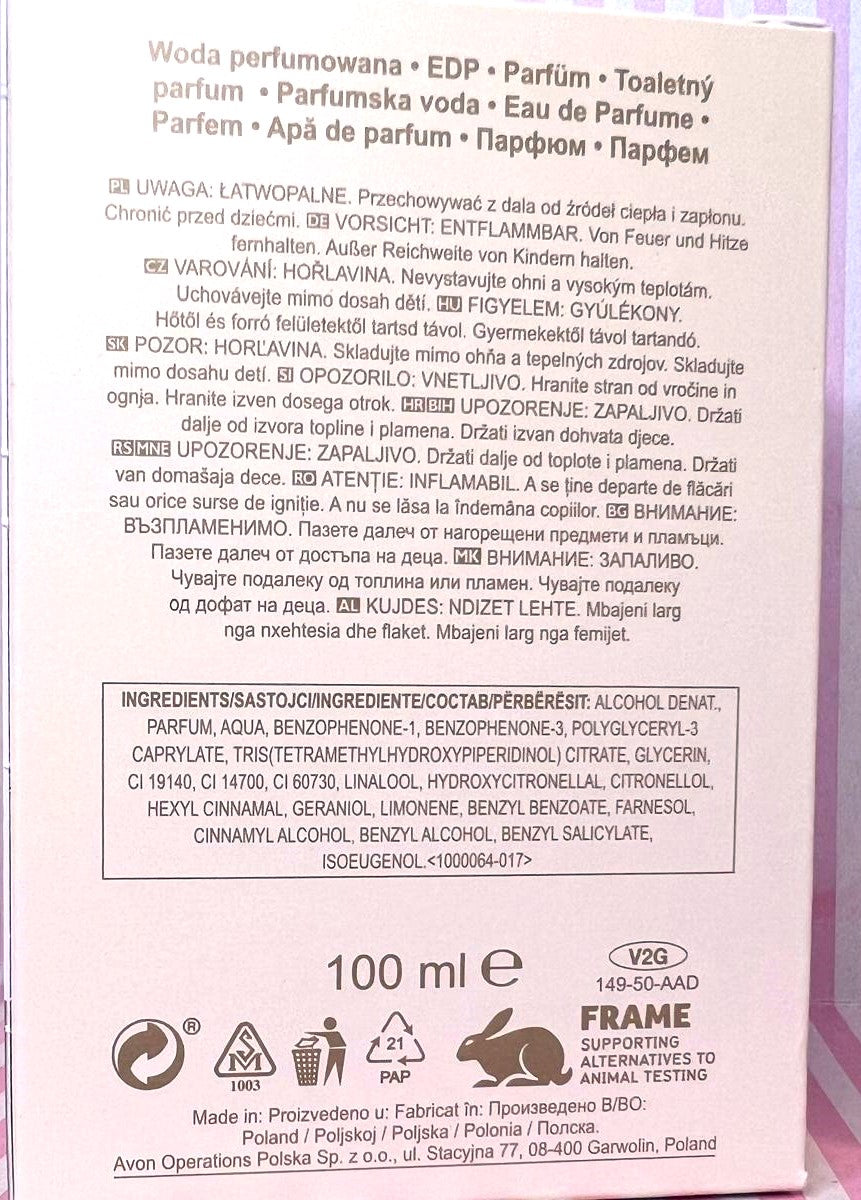 Woda perfumowana • EDP • Parfüm • Toaletný
parfum • Parfumska voda • Eau de Parfume •
Parfem • Apă de parfum • Парфюм • Парфем
PL UWAGA: ŁATWOPALNE. Przechowywać z dala od źródeł ciepła i zapłonu.
Chronić przed dziećmi. DE VORSICHT: ENTFLAMMBAR. Von Feuer und Hitze
fernhalten. Außer Reichweite von Kindern halten.
CZ VAROVÁNÍ: HOŘLAVINA. Nevystavujte ohni a vysokým teplotám.
Uchovávejte mimo dosah dětí. HU FIGYELEM: GYÚLÉKONY.
Hőtől és forró felületektől tartsd távol. Gyermekektől távol tartandó.
SK POZOR: HORĽAVINA. Skladujte mimo ohňa a tepelných zdrojov. Skladujte
mimo dosahu detí. SI OPOZORILO: VNETLJIVO. Hranite stran od vročine in
ognja. Hranite izven dosega otrok. HR BIH UPOZORENJE: ZAPALJIVO. Držati
dalje od izvora topline i plamena. Držati izvan dohvata djece.
RS MNE UPOZORENJE: ZAPALJIVO. Držati dalje od toplote i plamena. Držati
van domašaja dece. RO ATENȚIE: INFLAMABIL. A se ține departe de flăcări
sau orice surse de igniție. A nu se lăsa la îndemâna copiilor. BG ВНИМАНИЕ:
ВЪЗПЛАМЕНИМО. Пазете далеч от нагорещени предмети и пламъци.
Пазете далеч от достъпа на деца. MK ВНИМАНИЕ: ЗАПАЛИВО.
Чувајте подалеку од топлина или пламен. Чувајте подалеку
од дофат на деца. AL KUJDES: NDIZET LEHTE. Mbajeni larg
nga nxehtesia dhe flaket. Mbajeni larg nga femijet.
INGREDIENTS/SASTOJCI/INGREDIENTE/СОСТАВ/PËRBËRËSIT: ALCOHOL DENAT.,
PARFUM, AQUA, BENZOPHENONE-1, BENZOPHENONE-3, POLYGLYCERYL-3
CAPRYLATE, TRIS(TETRAMETHYLHYDROXYPIPERIDINOL) CITRATE, GLYCERIN,
CI 19140, CI 14700, CI 60730, LINALOOL, HYDROXYCITRONELLAL, CITRONELLOL,
HEXYL CINNAMAL, GERANIOL, LIMONENE, BENZYL BENZOATE, FARNESOL,
CINNAMYL ALCOHOL, BENZYL ALCOHOL, BENZYL SALICYLATE,
ISOEUGENOL.<1000064-017>
100 ml ℮
V2G
149-50-AAD
®
SVM
1003
21
PAP
FRAME
SUPPORTING
ALTERNATIVES TO
ANIMAL TESTING
Made in: Proizvedeno u: Fabricat în: Произведено В/ВО:
Poland / Poljskoj / Poljska / Polonia / Полска.
Avon Operations Polska Sp. z o.o., ul. Stacyjna 77, 08-400 Garwolin, Poland